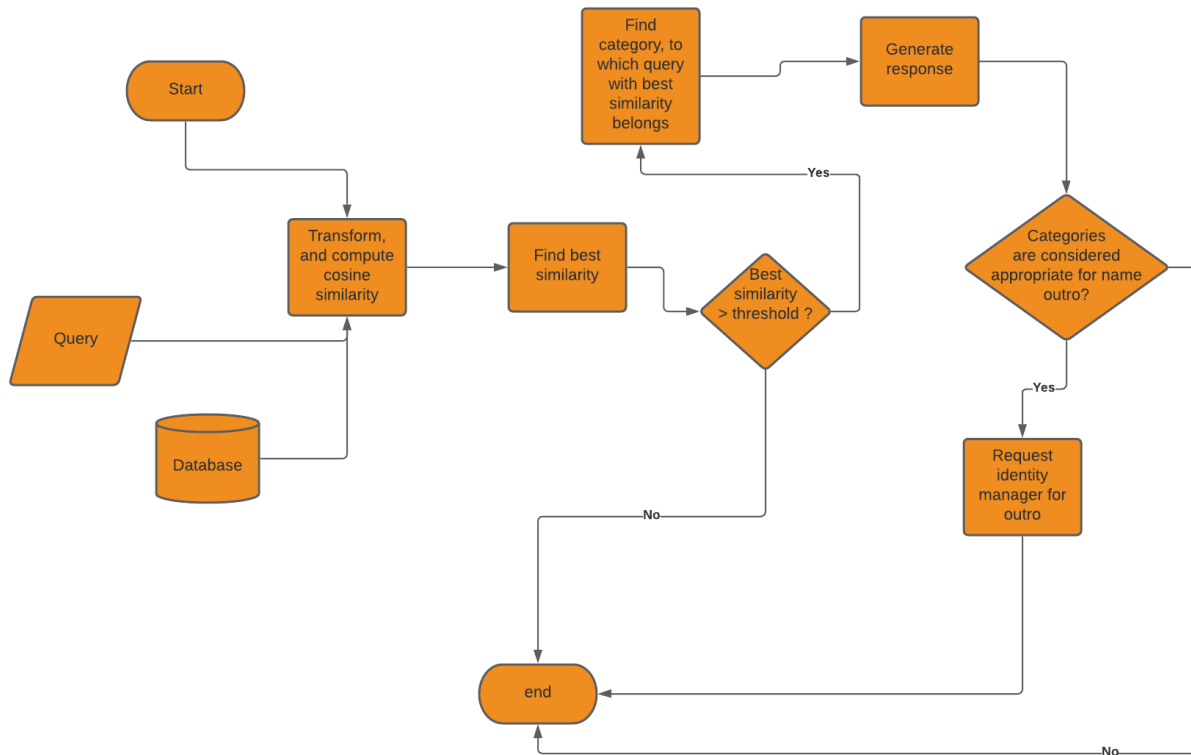 Start
Transform,
and compute
cosine
similarity
Query
Database
Find best
similarity
Best
similarity
> threshold ?
Yes
No
Find
category, to
which query
with best
similarity
belongs
Generate
response
Categories
are considered
appropriate for name
outro?
Yes
Request
identity
manager for
outro
No
end